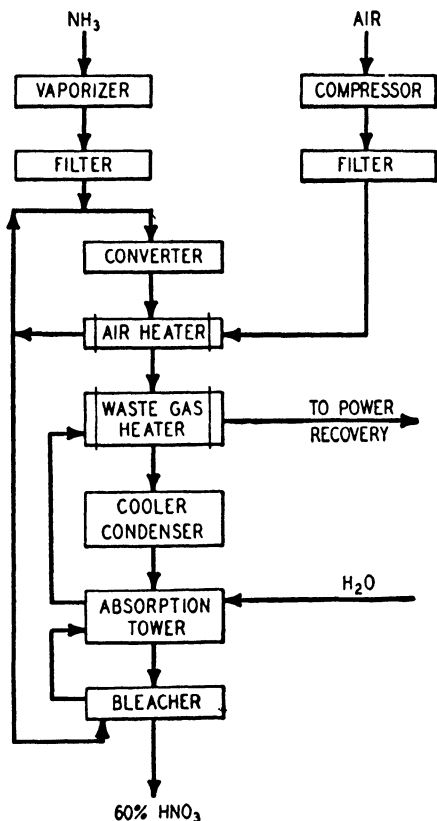 NH3
AIR
VAPORIZER
COMPRESSOR
FILTER
FILTER
CONVERTER
AIR HEATER
WASTE GAS
HEATER
TO POWER
RECOVERY
COOLER
CONDENSER
H2O
ABSORPTION
TOWER
BLEACHER
60% HNO3